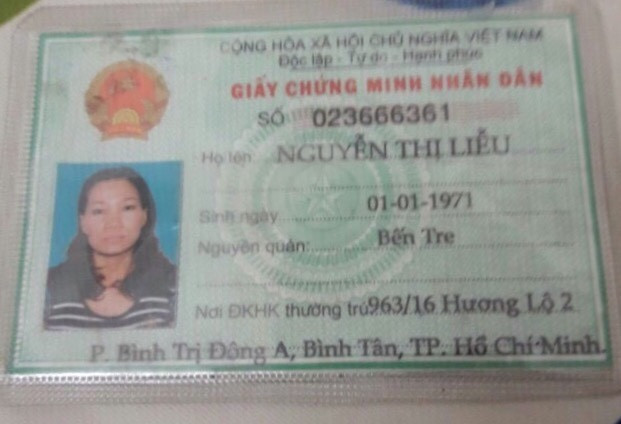 CỘNG HÒA XÃ HỘI CHỦ NGHĨA VIỆT NAM
Độc lập - Tự do - Hạnh phúc
GIẤY CHỨNG MINH NHÂN DÂN
SỐ 023666361
Họ tên NGUYỄN THỊ LIỄU
Sinh ngày 01-01-1971
Nguyên quán: Bến Tre
Nơi ĐKHK thường trú 963/16 Hương Lộ 2
P. Bình Trị Đông A, Bình Tân, TP. Hồ Chí Minh